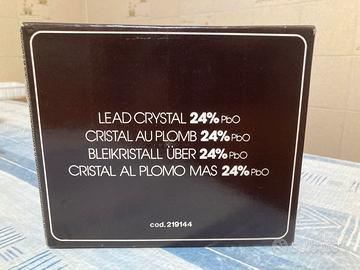 LEAD CRYSTAL 24% PbO
CRISTAL AU PLOMB 24% PbO
BLEIKRISTALL ÜBER 24% PbO
CRISTAL AL PLOMO MAS 24% PbO
cod. 219144